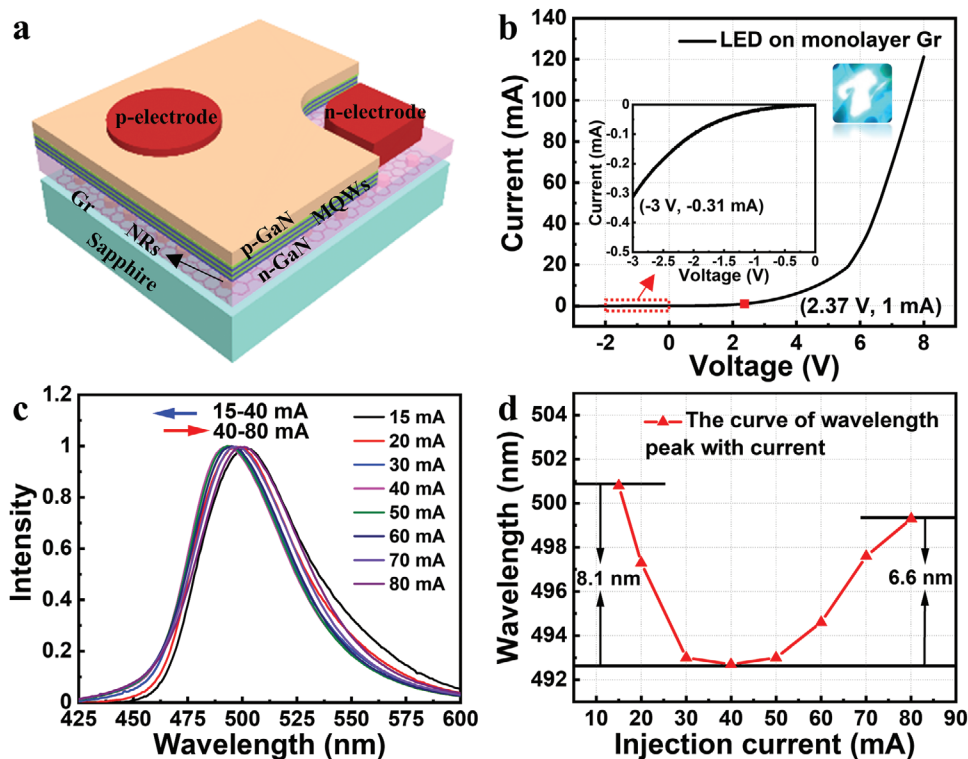 a
p-electrode
n-electrode
Gr
NRs
Sapphire
p-GaN
MQWs
n-GaN
b
LED on monolayer Gr
Current (mA)
140
120
100
80
60
40
20
0
-2
0
2
4
6
8
Voltage (V)
(2.37 V, 1 mA)
Current (mA)
0
-0.1
-0.2
-0.3
-0.4
-0.5
-3
-2
-1
0
Voltage (V)
(-3 V, -0.31 mA)
c
15-40 mA
40-80 mA
15 mA
20 mA
30 mA
40 mA
50 mA
60 mA
70 mA
80 mA
Intensity
1.2
1
0.8
0.6
0.4
0.2
0
425
450
475
500
525
550
575
600
Wavelength (nm)
d
The curve of wavelength
peak with current
Wavelength (nm)
504
502
500
498
496
494
492
8.1 nm
6.6 nm
10
20
30
40
50
60
70
80
90
Injection current (mA)